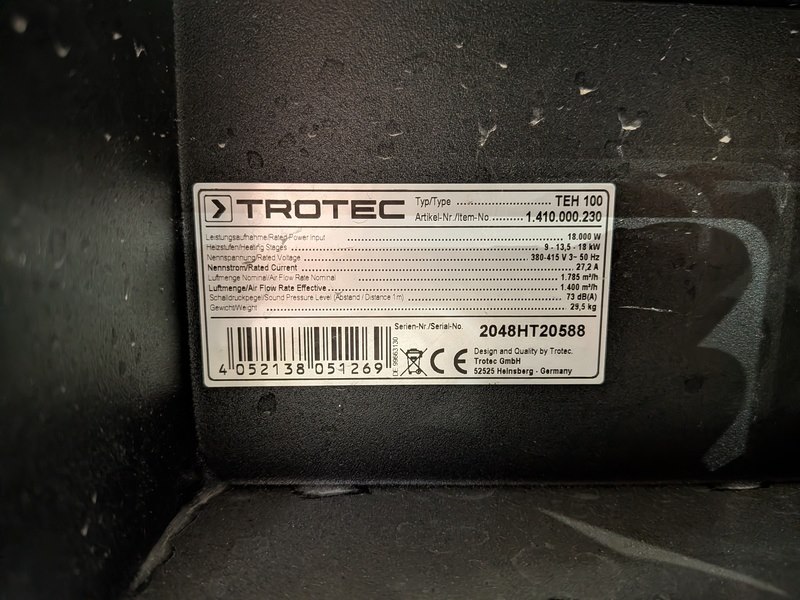 TROTEC
Typ/Type ............................ TEH 100
Artikel-Nr./Item-No. .......... 1.410.000.230
Leistungsaufnahme/Rated Power Input ............ 18.000 W
Heizstufen/Heating Stages ............ 9 - 13,5 - 18 kW
Nennspannung/Rated Voltage ............ 380-415 V 3~ 50 Hz
Nennstrom/Rated Current ............ 27,2 A
Luftmenge Nominal/Air Flow Rate Nominal ............ 1.785 m³/h
Luftmenge/Air Flow Rate Effective ............ 1.400 m³/h
Schalldruckpegel/Sound Pressure Level (Abstand / Distance 1m) ............ 73 dB(A)
Gewicht/Weight ............ 29,5 kg
Serien-Nr./Serial-No. 2048HT20588
4 052138 051269
DE 99663130
CE
Design and Quality by Trotec.
Trotec GmbH
52525 Heinsberg - Germany
3